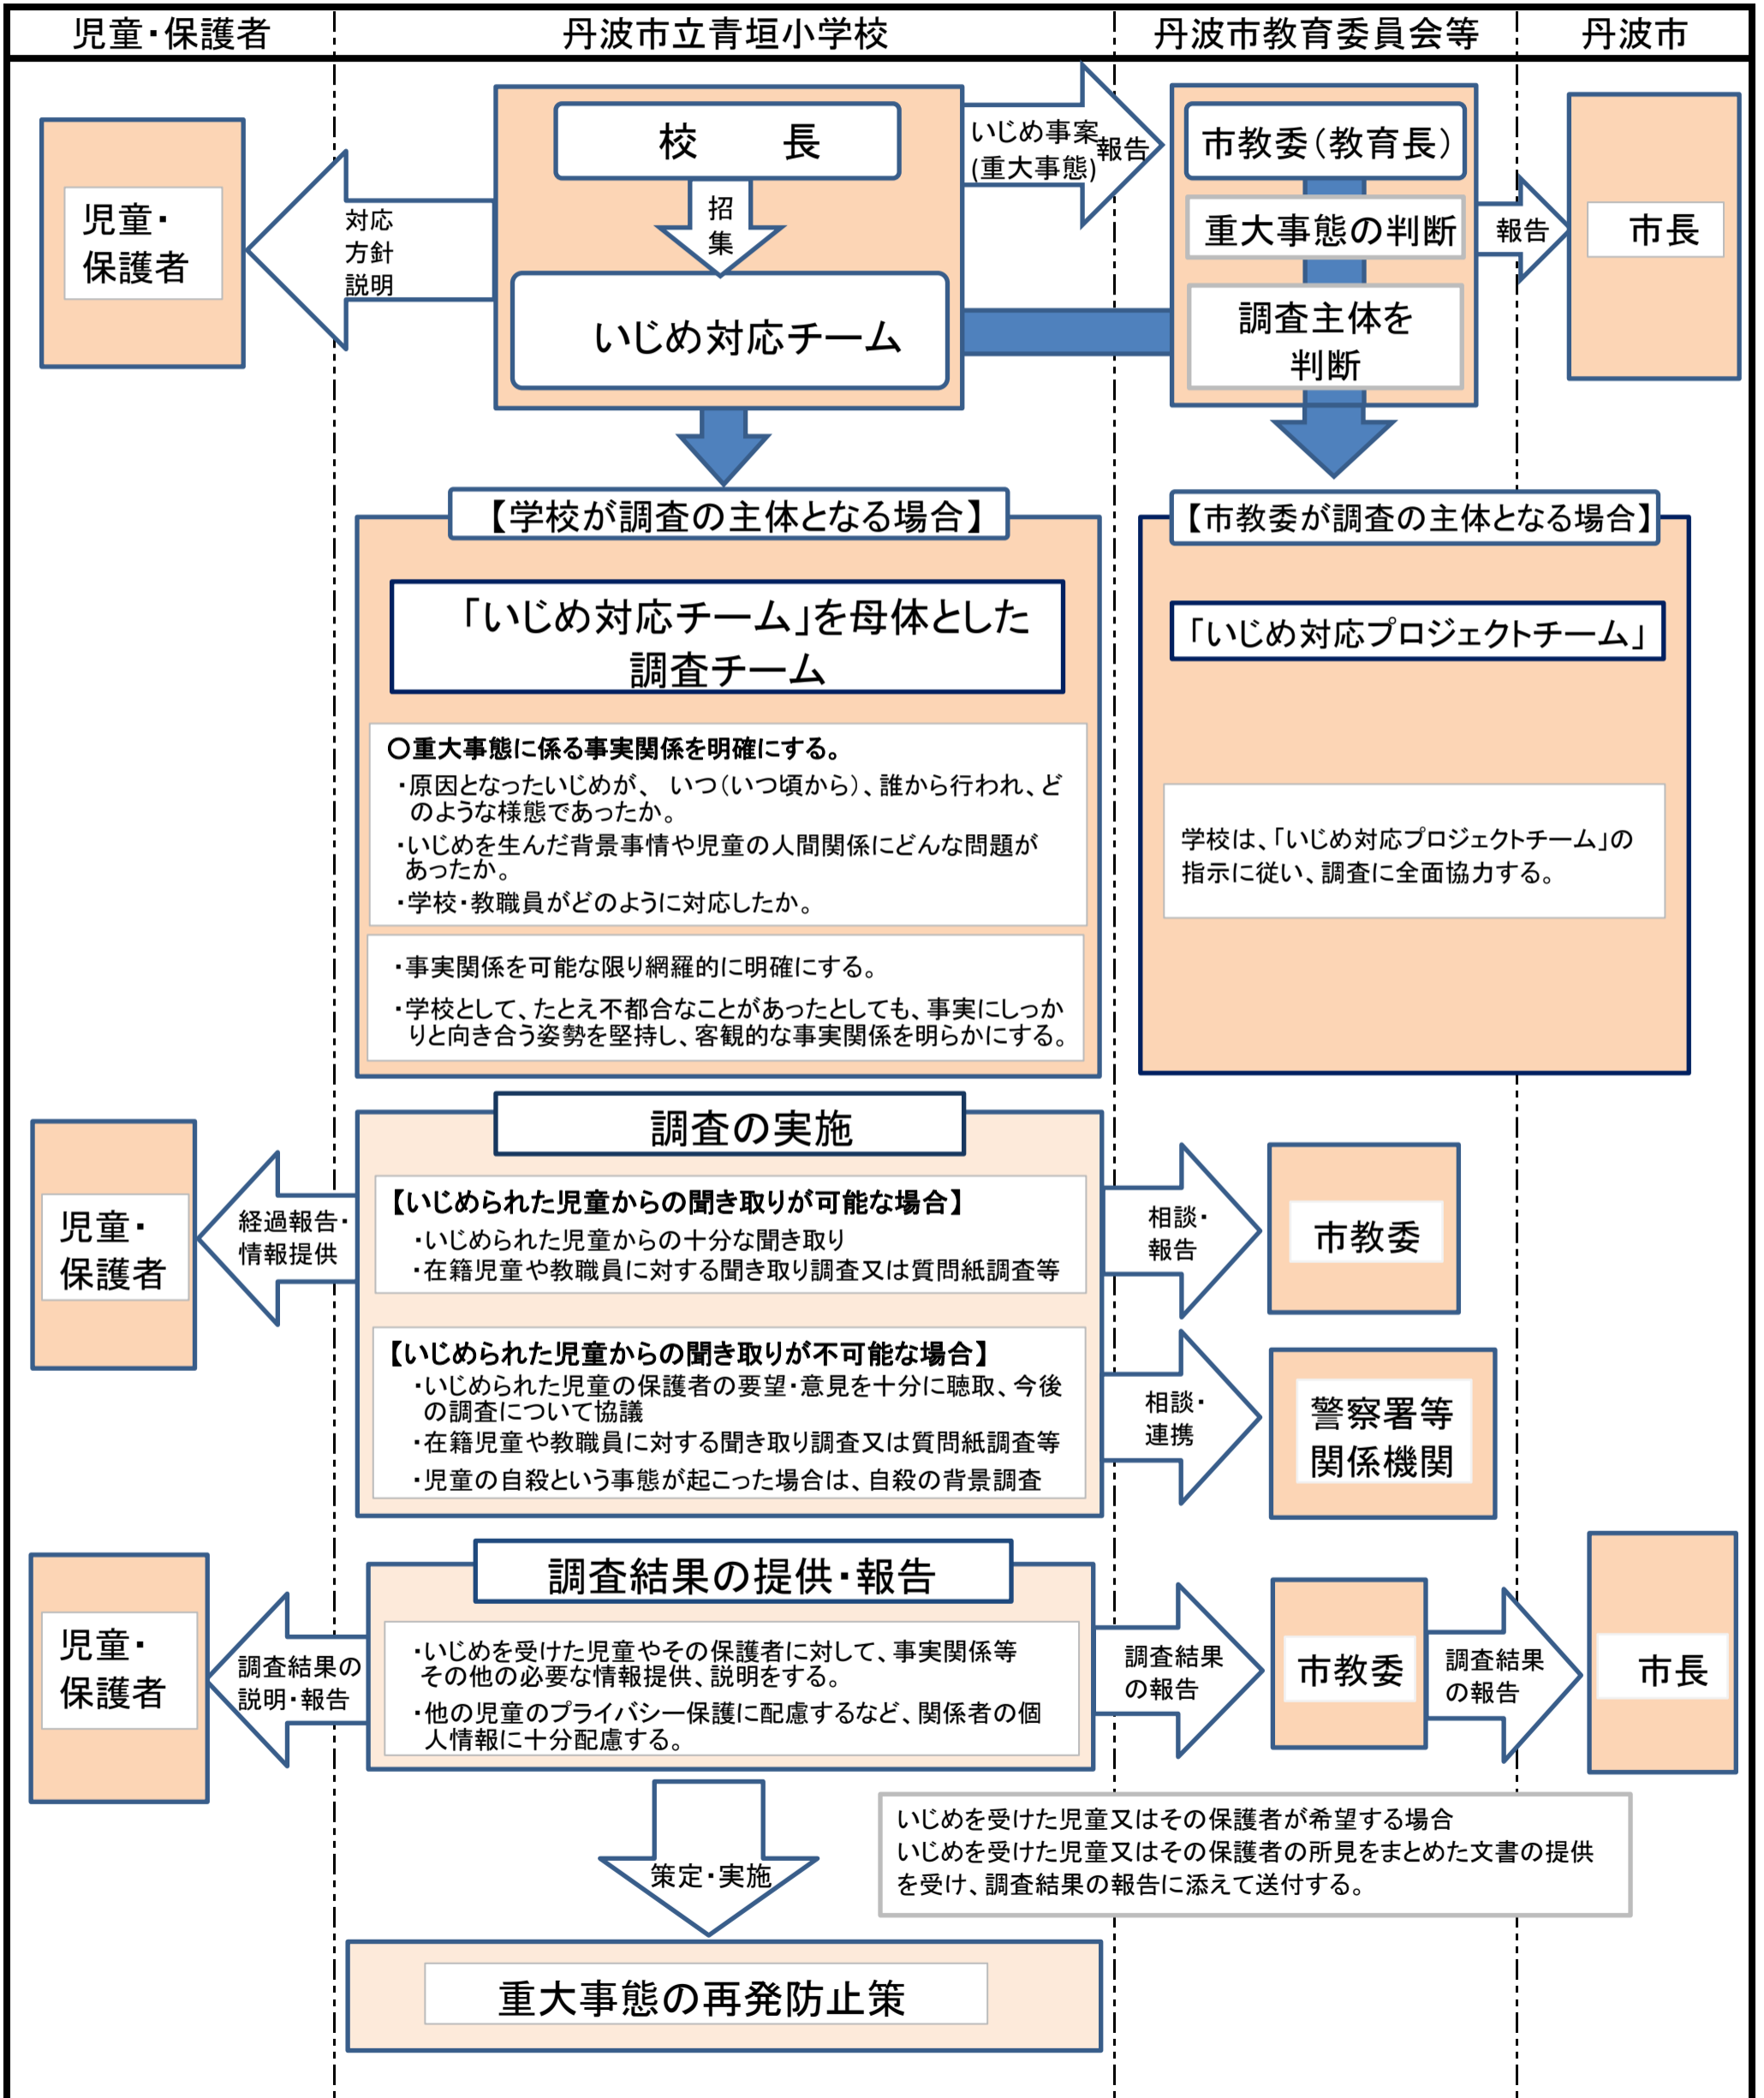 児童・保護者
丹波市立青垣小学校
丹波市教育委員会等
丹波市
児童・
保護者
対応
方針
説明
校　　長
招
集
いじめ対応チーム
いじめ事案
(重大事態)
報告
市教委(教育長)
重大事態の判断
調査主体を
判断
報告
市長
【学校が調査の主体となる場合】
「いじめ対応チーム」を母体とした
調査チーム
〇重大事態に係る事実関係を明確にする。
・原因となったいじめが、 いつ(いつ頃から)、誰から行われ、ど
のような様態であったか。
・いじめを生んだ背景事情や児童の人間関係にどんな問題が
あったか。
・学校・教職員がどのように対応したか。
・事実関係を可能な限り網羅的に明確にする。
・学校として、たとえ不都合なことがあったとしても、事実にしっか
りと向き合う姿勢を堅持し、客観的な事実関係を明らかにする。
【市教委が調査の主体となる場合】
「いじめ対応プロジェクトチーム」
学校は、「いじめ対応プロジェクトチーム」の
指示に従い、調査に全面協力する。
調査の実施
児童・
保護者
経過報告・
情報提供
【いじめられた児童からの聞き取りが可能な場合】
・いじめられた児童からの十分な聞き取り
・在籍児童や教職員に対する聞き取り調査又は質問紙調査等
【いじめられた児童からの聞き取りが不可能な場合】
・いじめられた児童の保護者の要望・意見を十分に聴取、今後
の調査について協議
・在籍児童や教職員に対する聞き取り調査又は質問紙調査等
・児童の自殺という事態が起こった場合は、自殺の背景調査
相談・
報告
市教委
相談・
連携
警察署等
関係機関
調査結果の提供・報告
児童・
保護者
調査結果の
説明・報告
・いじめを受けた児童やその保護者に対して、事実関係等
その他の必要な情報提供、説明をする。
・他の児童のプライバシー保護に配慮するなど、関係者の個
人情報に十分配慮する。
調査結果
の報告
市教委
調査結果
の報告
市長
いじめを受けた児童又はその保護者が希望する場合
いじめを受けた児童又はその保護者の所見をまとめた文書の提供
を受け、調査結果の報告に添えて送付する。
策定・実施
重大事態の再発防止策